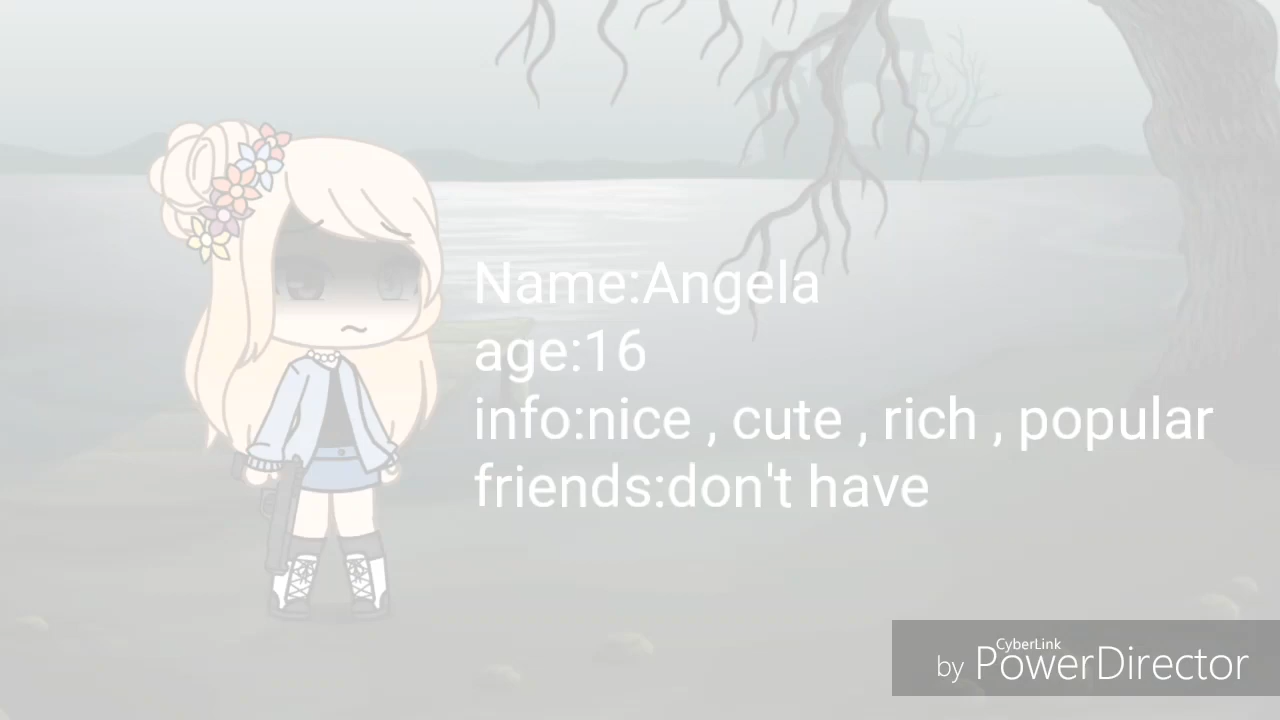 Name:Angela
age:16
info:nice , cute , rich , popular
friends:don't have
CyberLink
by PowerDirector